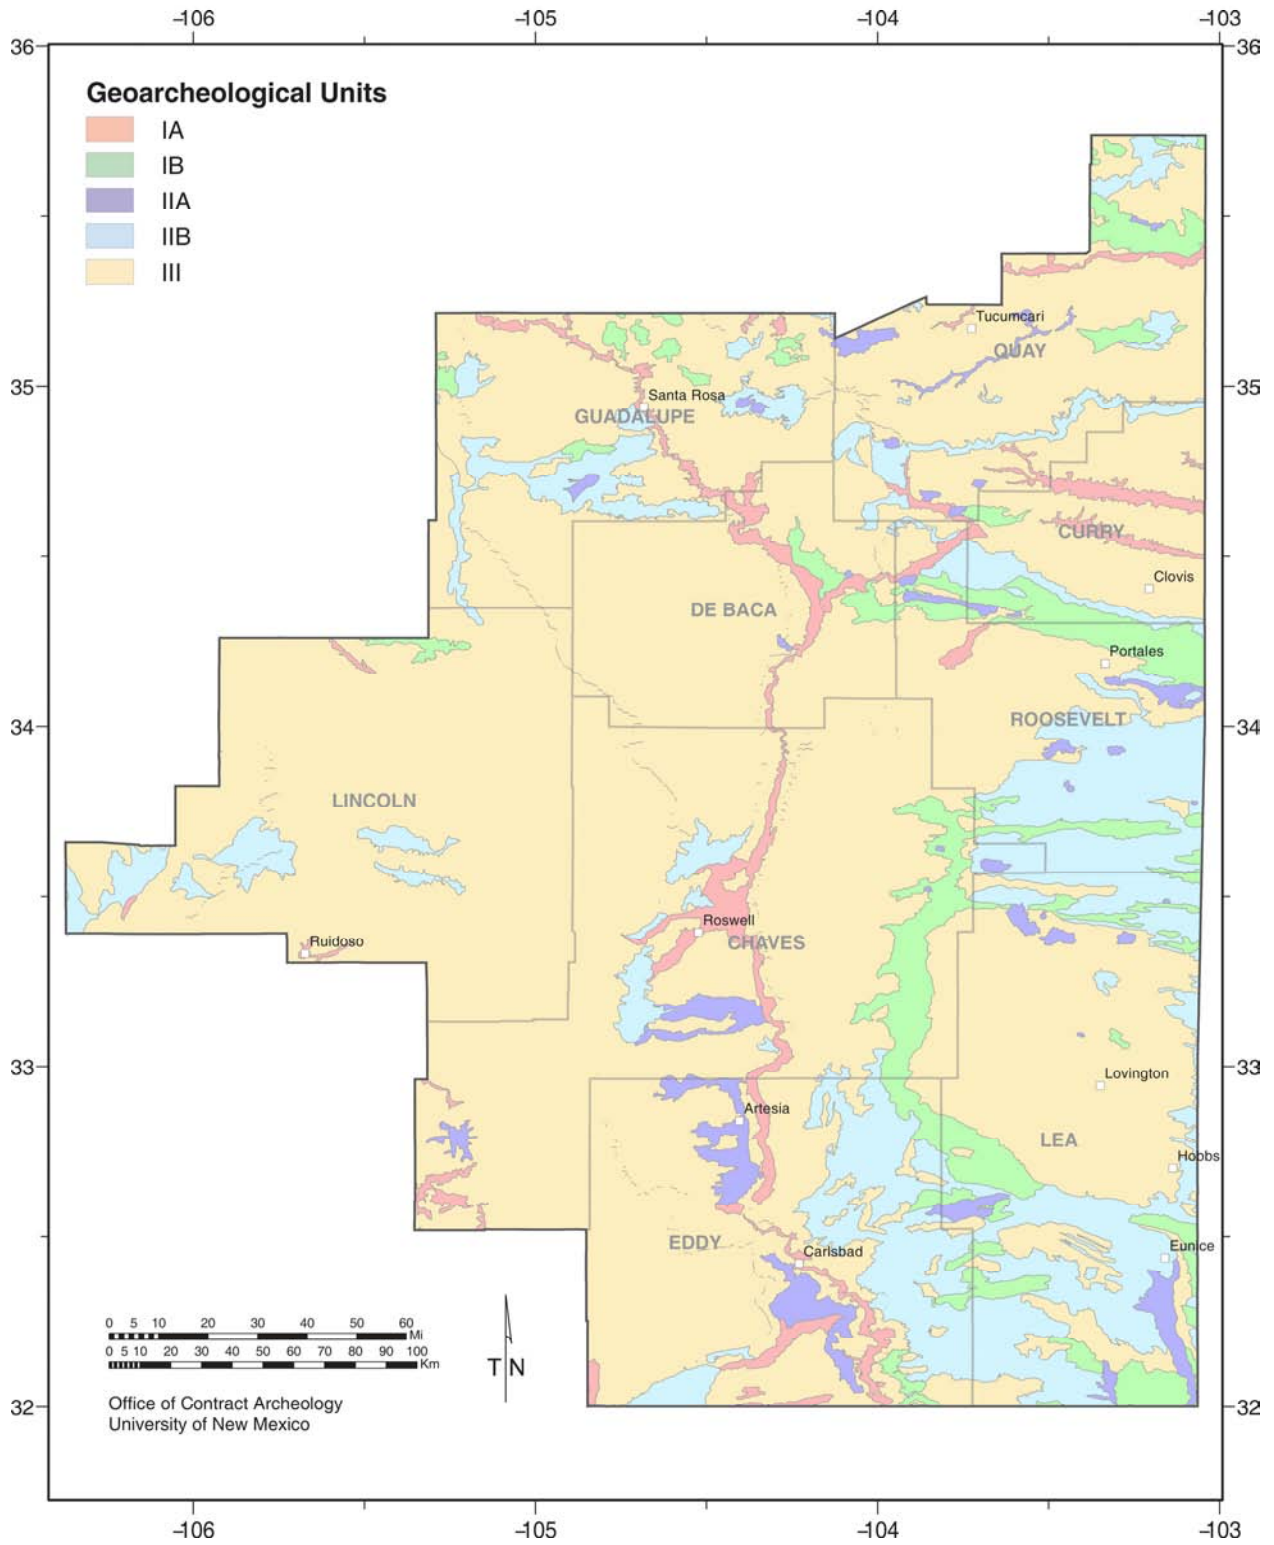 –106 –105 –104 –103
36 36
Geoarcheological Units
IA
IB
IIA
IIB
III
Tucumcari
QUAY
35 35
Santa Rosa
GUADALUPE
CURRY
Clovis
DE BACA
Portales
ROOSEVELT
34 34
LINCOLN
Roswell
CHAVES
Ruidoso
33 33
Lovington
Artesia
LEA
Hobbs
EDDY
Carlsbad
Eunice
0 5 10 20 30 40 50 60
Mi
0 5 10 20 30 40 50 60 70 80 90 100
Km
T N
Office of Contract Archeology
University of New Mexico
32 32
–106 –105 –104 –103